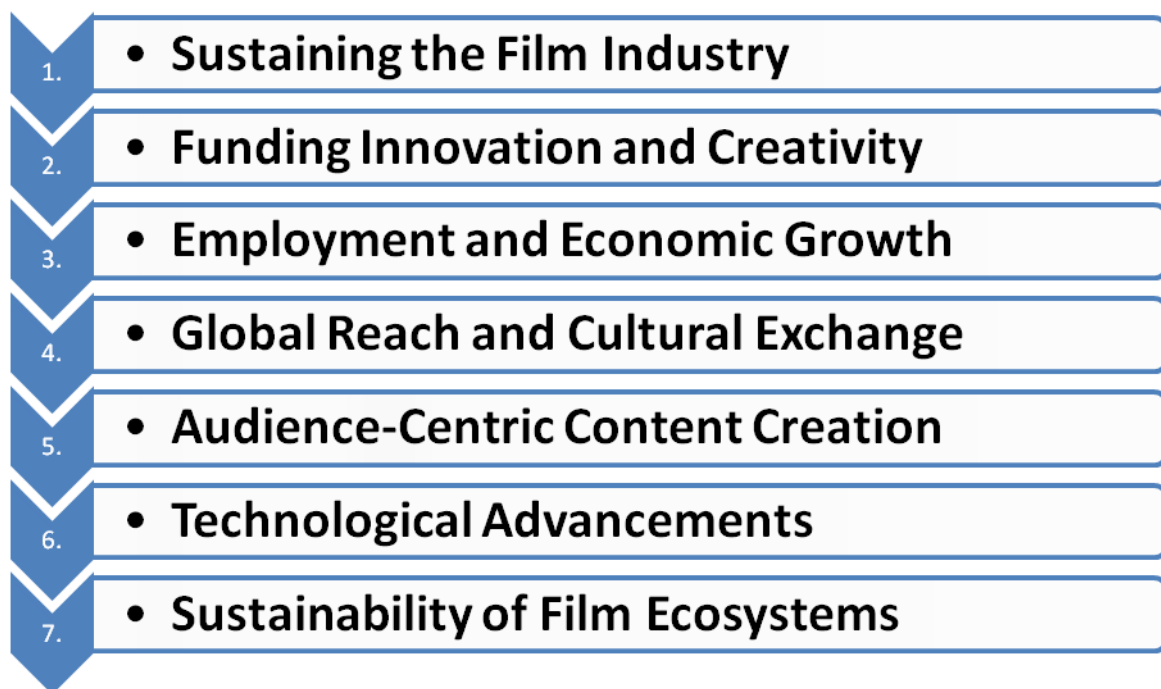 1. • Sustaining the Film Industry
2. • Funding Innovation and Creativity
3. • Employment and Economic Growth
4. • Global Reach and Cultural Exchange
5. • Audience-Centric Content Creation
6. • Technological Advancements
7. • Sustainability of Film Ecosystems